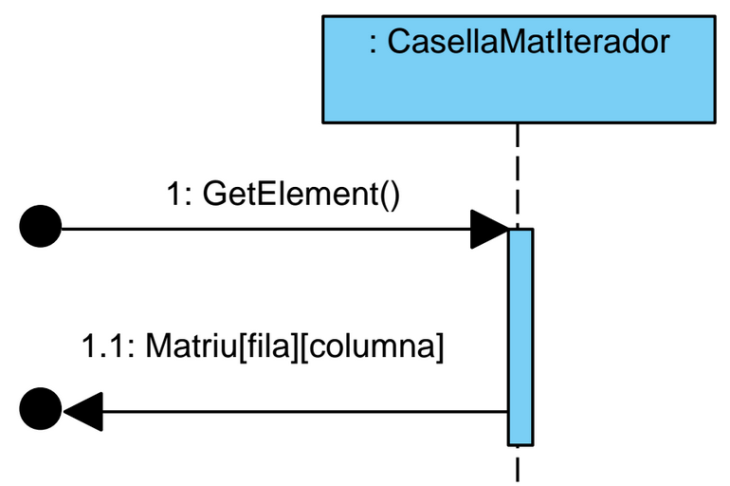 : CasellaMatIterador
1: GetElement()
1.1: Matriu[fila][columna]